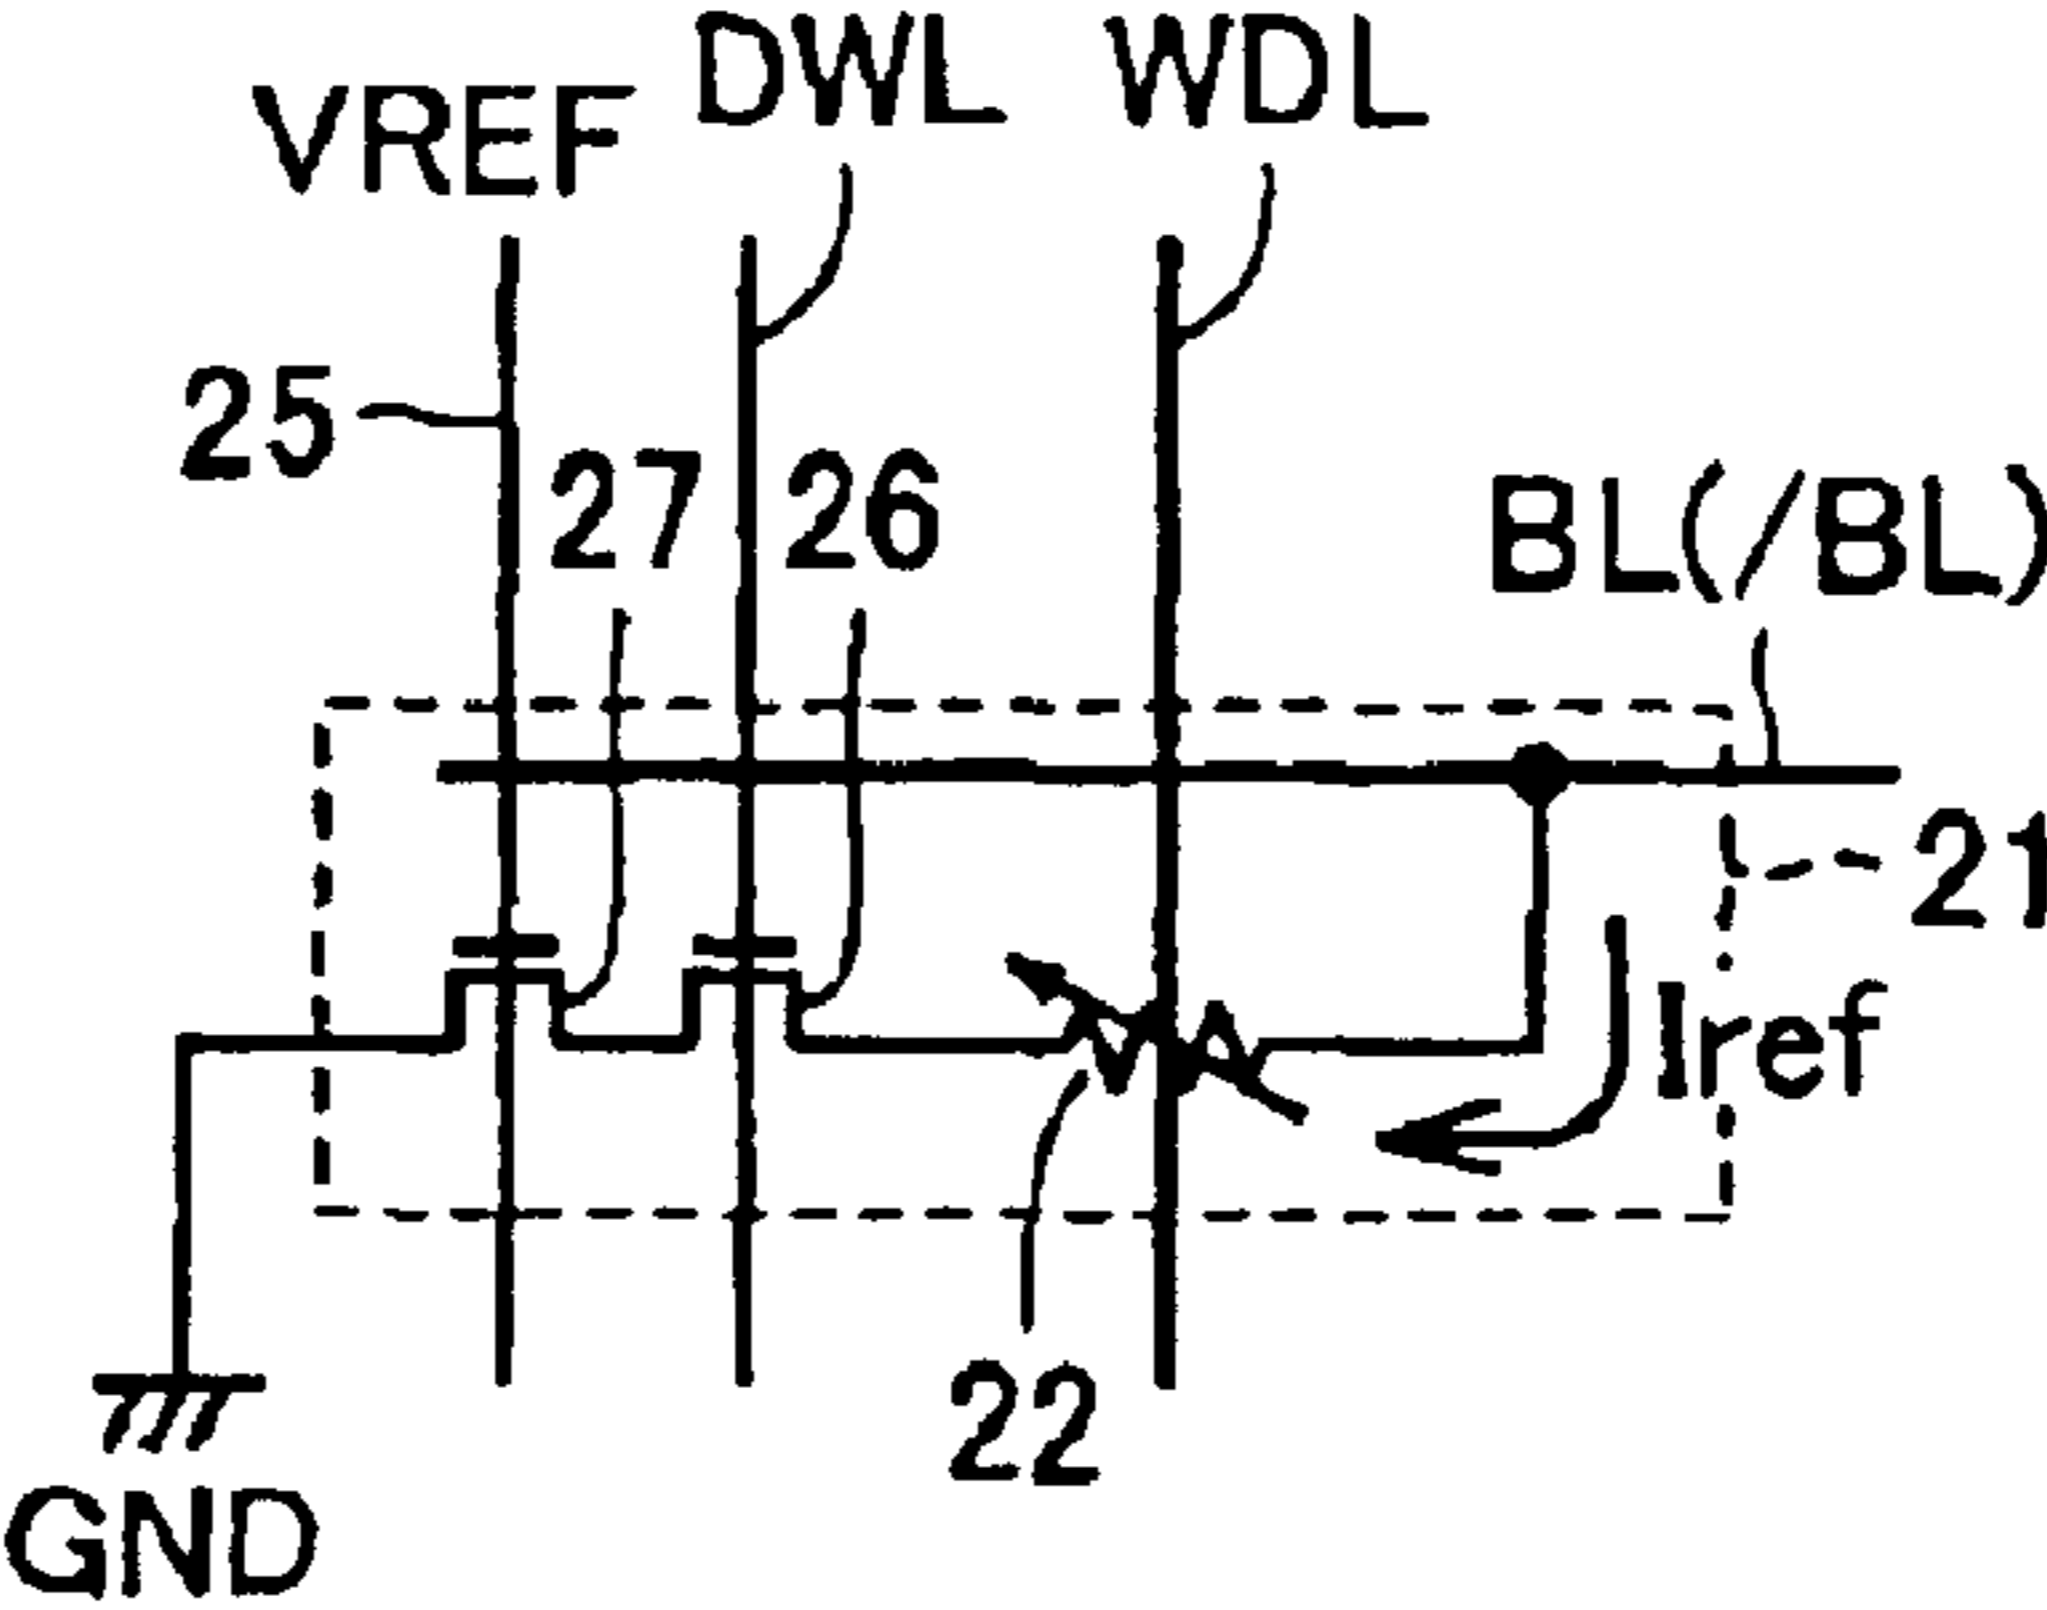 DWL WDL
VREF
25
27 26
BL(/BL)
21
Iref
22
GND